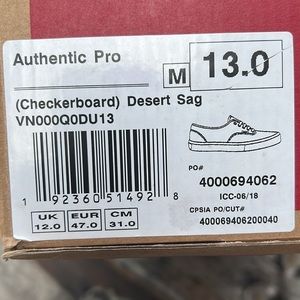 Authentic Pro
M
13.0
(Checkerboard) Desert Sag
VN000Q0DU13
PO#
4000694062
ICC-06/18
CPSIA PO/CUT#
400069406200040
1 92360 51492 8
UK EUR CM
12.0 47.0 31.0